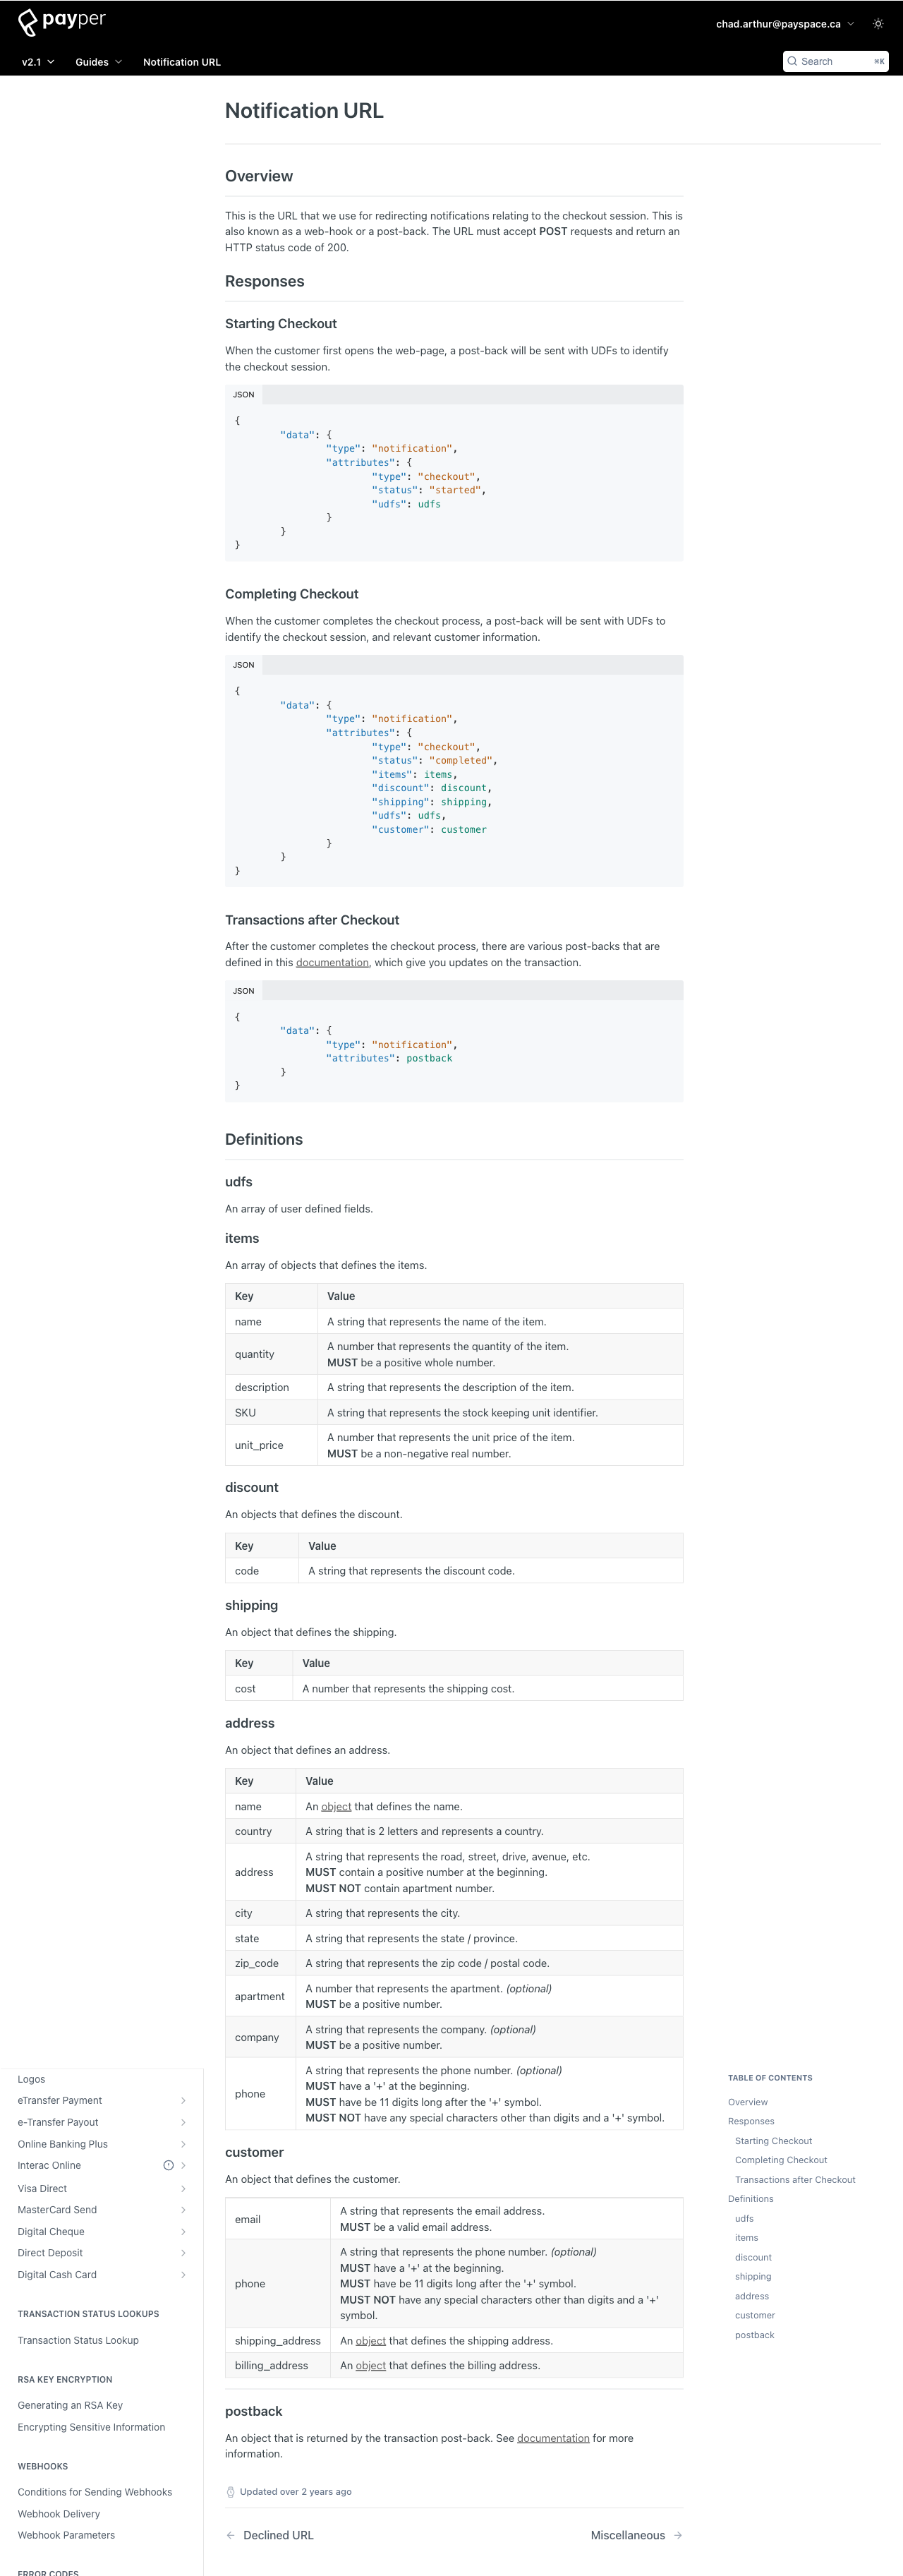 payper
chad.arthur@payspace.ca
v2.1
Guides
Notification URL
Search
⌘K
Notification URL
Overview
This is the URL that we use for redirecting notifications relating to the checkout session. This is
also known as a web-hook or a post-back. The URL must accept POST requests and return an
HTTP status code of 200.
Responses
Starting Checkout
When the customer first opens the web-page, a post-back will be sent with UDFs to identify
the checkout session.
JSON
{
"data": {
"type": "notification",
"attributes": {
"type": "checkout",
"status": "started",
"udfs": udfs
}
}
}
Completing Checkout
When the customer completes the checkout process, a post-back will be sent with UDFs to
identify the checkout session, and relevant customer information.
JSON
{
"data": {
"type": "notification",
"attributes": {
"type": "checkout",
"status": "completed",
"items": items,
"discount": discount,
"shipping": shipping,
"udfs": udfs,
"customer": customer
}
}
}
Transactions after Checkout
After the customer completes the checkout process, there are various post-backs that are
defined in this documentation, which give you updates on the transaction.
JSON
{
"data": {
"type": "notification",
"attributes": postback
}
}
Definitions
udfs
An array of user defined fields.
items
An array of objects that defines the items.
Key Value
name A string that represents the name of the item.
quantity A number that represents the quantity of the item.
MUST be a positive whole number.
description A string that represents the description of the item.
SKU A string that represents the stock keeping unit identifier.
unit_price A number that represents the unit price of the item.
MUST be a non-negative real number.
discount
An objects that defines the discount.
Key Value
code A string that represents the discount code.
shipping
An object that defines the shipping.
Key Value
cost A number that represents the shipping cost.
address
An object that defines an address.
Key Value
name An object that defines the name.
country A string that is 2 letters and represents a country.
address A string that represents the road, street, drive, avenue, etc.
MUST contain a positive number at the beginning.
MUST NOT contain apartment number.
city A string that represents the city.
state A string that represents the state / province.
zip_code A string that represents the zip code / postal code.
apartment A number that represents the apartment. (optional)
MUST be a positive number.
company A string that represents the company. (optional)
MUST be a positive number.
phone A string that represents the phone number. (optional)
MUST have a '+' at the beginning.
MUST have be 11 digits long after the '+' symbol.
MUST NOT have any special characters other than digits and a '+' symbol.
customer
An object that defines the customer.
email A string that represents the email address.
MUST be a valid email address.
phone A string that represents the phone number. (optional)
MUST have a '+' at the beginning.
MUST have be 11 digits long after the '+' symbol.
MUST NOT have any special characters other than digits and a '+'
symbol.
shipping_address An object that defines the shipping address.
billing_address An object that defines the billing address.
postback
An object that is returned by the transaction post-back. See documentation for more
information.
Updated over 2 years ago
Declined URL
Miscellaneous
Logos
eTransfer Payment
e-Transfer Payout
Online Banking Plus
Interac Online
Visa Direct
MasterCard Send
Digital Cheque
Direct Deposit
Digital Cash Card
TRANSACTION STATUS LOOKUPS
Transaction Status Lookup
RSA KEY ENCRYPTION
Generating an RSA Key
Encrypting Sensitive Information
WEBHOOKS
Conditions for Sending Webhooks
Webhook Delivery
Webhook Parameters
ERROR CODES
TABLE OF CONTENTS
Overview
Responses
Starting Checkout
Completing Checkout
Transactions after Checkout
Definitions
udfs
items
discount
shipping
address
customer
postback